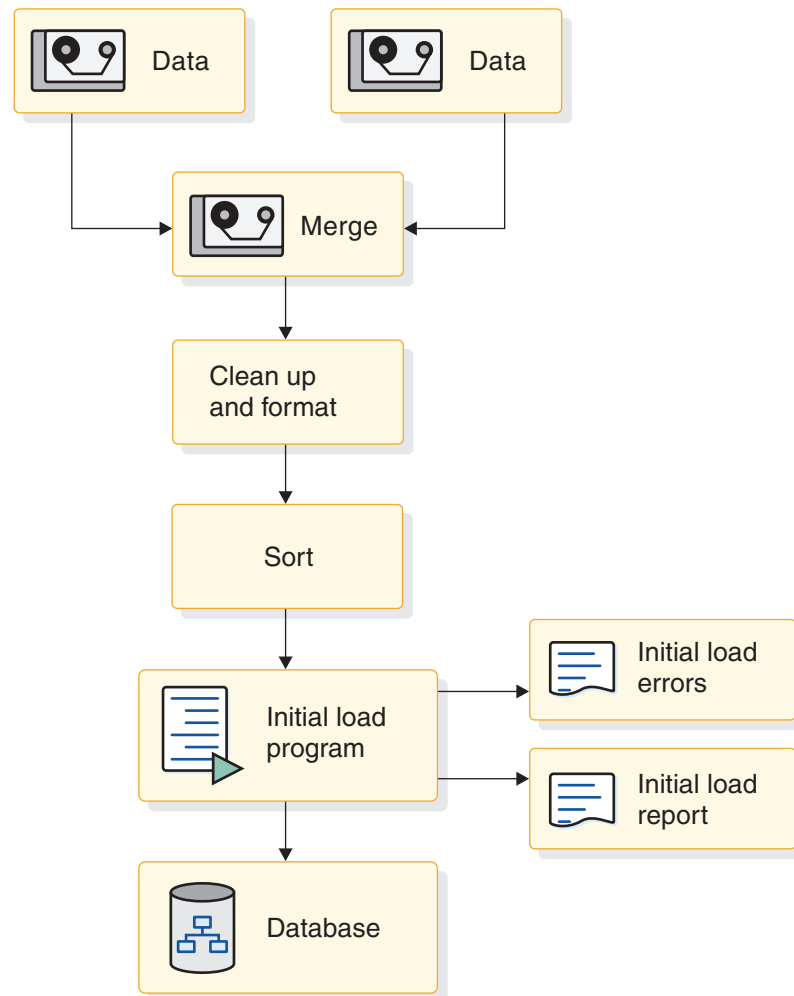 Data
Data
Merge
Clean up
and format
Sort
Initial load
program
Initial load
errors
Initial load
report
Database